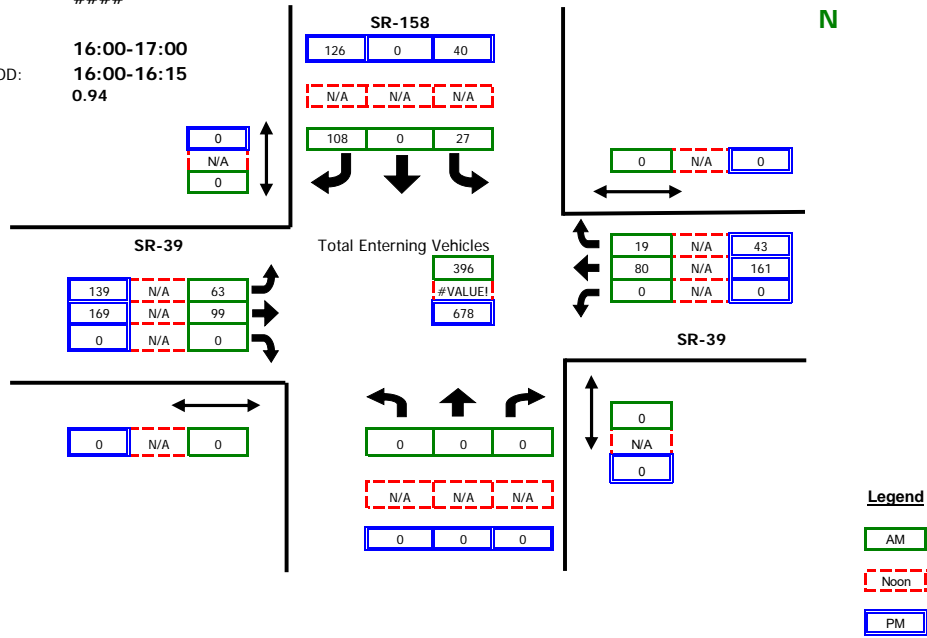 ####
N
SR-158
16:00-17:00
126 0 40
OD: 16:00-16:15
0.94
N/A N/A N/A
0
108 0 27
N/A
0 N/A 0
0
SR-39
Total Enterning Vehicles
19 N/A 43
396
80 N/A 161
139 N/A 63
#VALUE!
0 N/A 0
169 N/A 99
678
0 N/A 0
SR-39
0
0 N/A 0
0 0 0
N/A
0
N/A N/A N/A
Legend
0 0 0
AM
Noon
PM